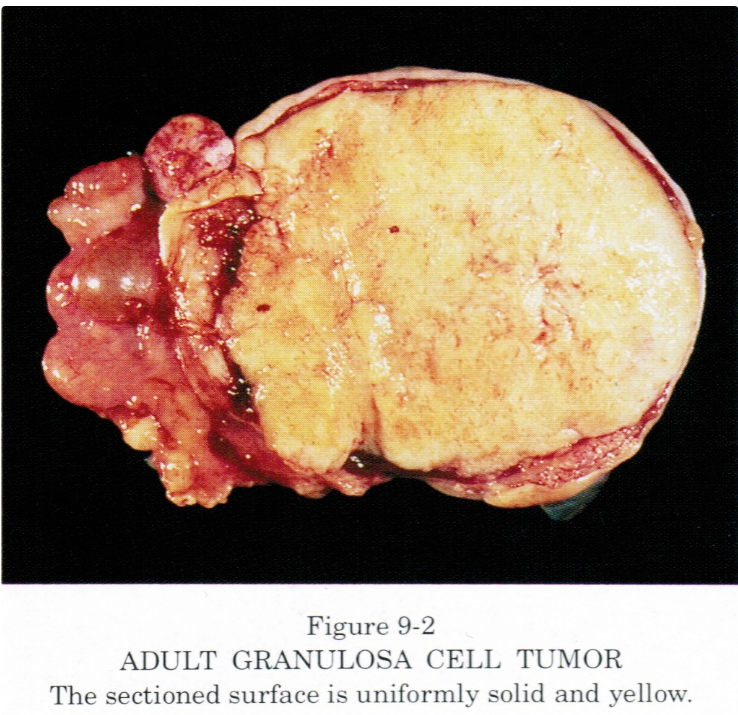 Figure 9-2
ADULT GRANULOSA CELL TUMOR
The sectioned surface is uniformly solid and yellow.